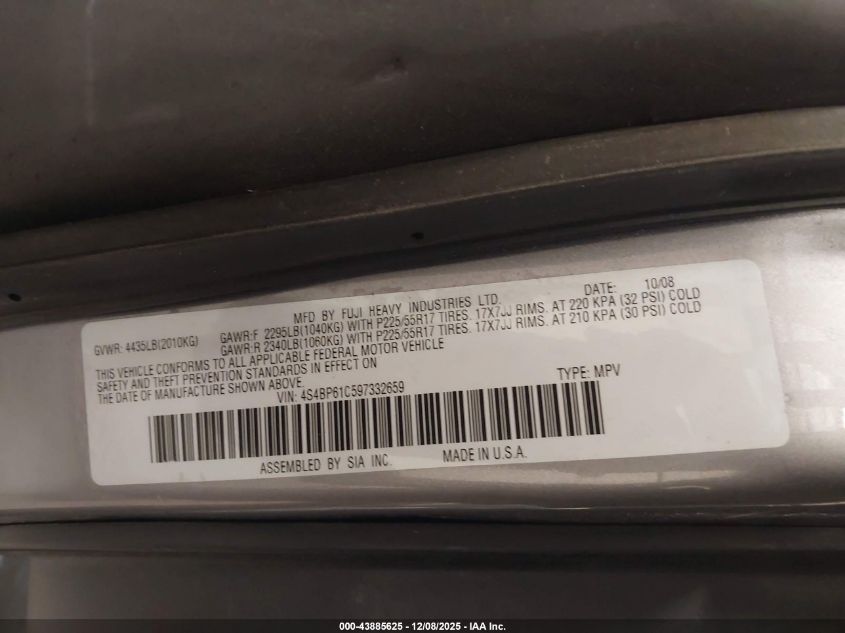 MFD BY FUJI HEAVY INDUSTRIES LTD. DATE: 10/08
GVWR: 4435LB(2010KG) GAWR:F 2295LB(1040KG) WITH P225/55R17 TIRES. 17X7JJ RIMS. AT 220 KPA (32 PSI) COLD
GAWR:R 2340LB(1060KG) WITH P225/55R17 TIRES. 17X7JJ RIMS. AT 210 KPA (30 PSI) COLD
THIS VEHICLE CONFORMS TO ALL APPLICABLE FEDERAL MOTOR VEHICLE
SAFETY AND THEFT PREVENTION STANDARDS IN EFFECT ON
THE DATE OF MANUFACTURE SHOWN ABOVE.
VIN: 4S4BP61C597332659 TYPE: MPV
ASSEMBLED BY SIA INC. MADE IN U.S.A.
000-43885625 - 12/08/2025 - IAA Inc.